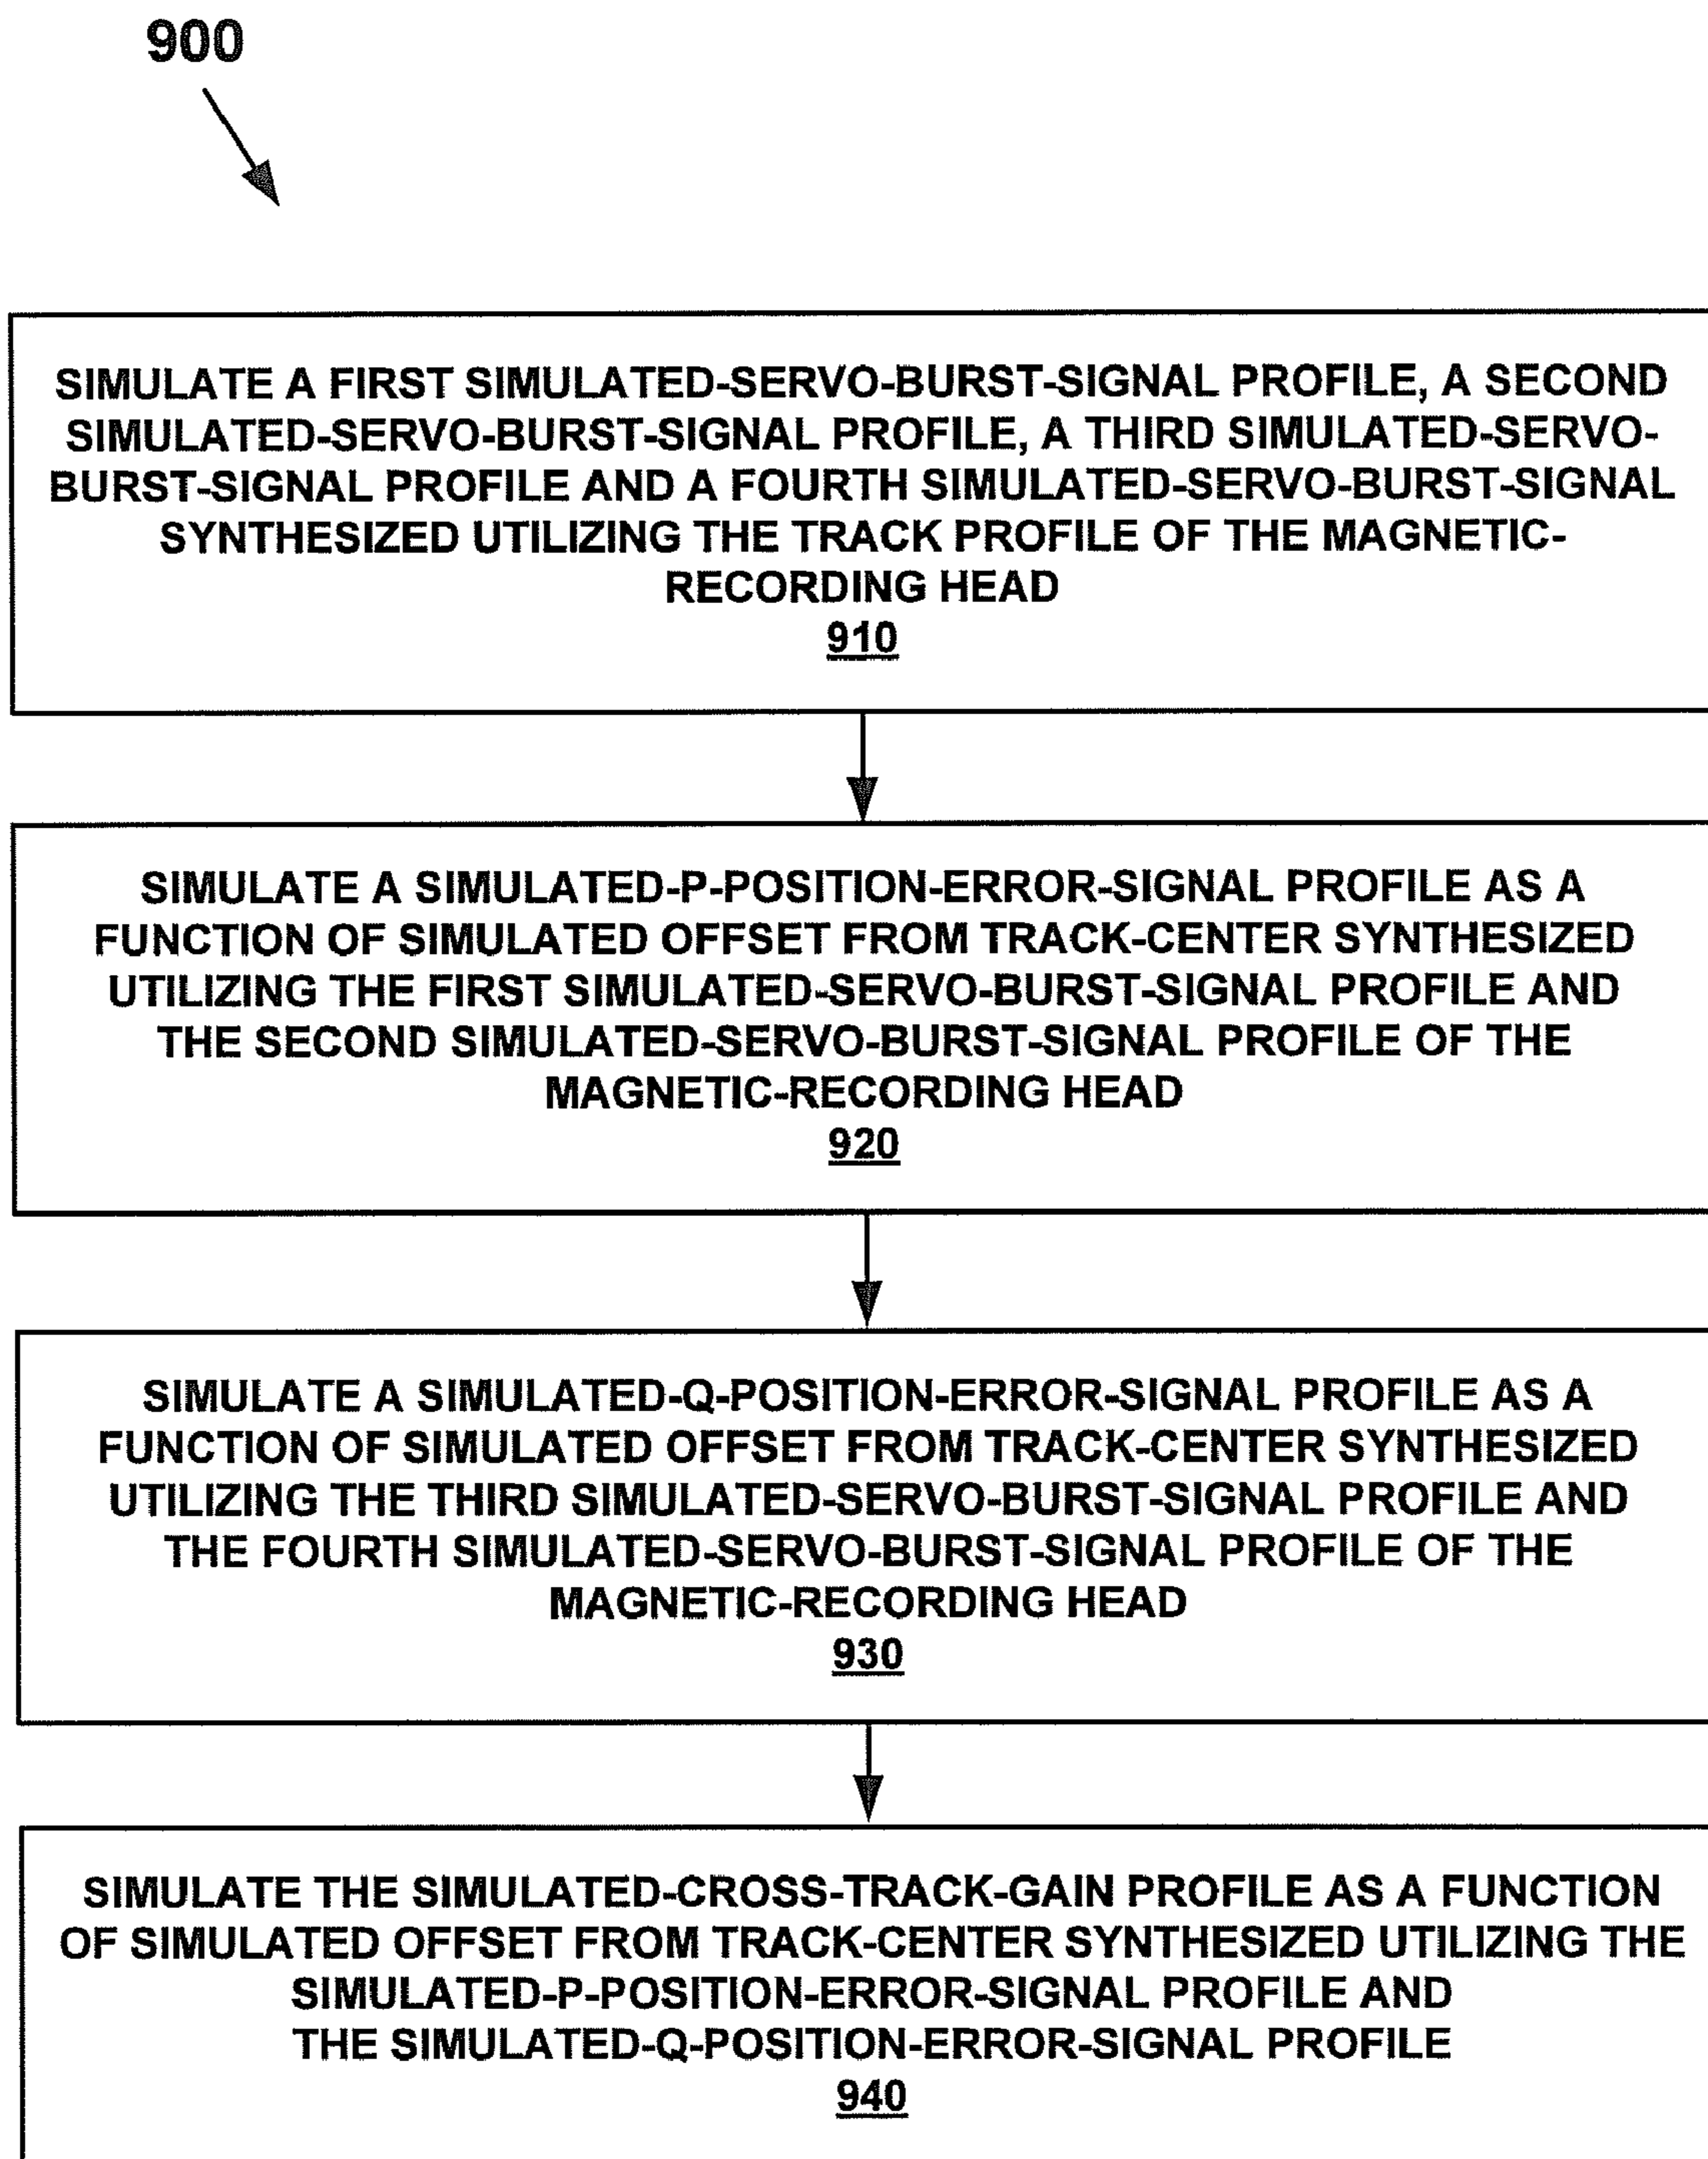 900
SIMULATE A FIRST SIMULATED-SERVO-BURST-SIGNAL PROFILE, A SECOND
SIMULATED-SERVO-BURST-SIGNAL PROFILE, A THIRD SIMULATED-SERVO-
BURST-SIGNAL PROFILE AND A FOURTH SIMULATED-SERVO-BURST-SIGNAL
SYNTHESIZED UTILIZING THE TRACK PROFILE OF THE MAGNETIC-
RECORDING HEAD
910
SIMULATE A SIMULATED-P-POSITION-ERROR-SIGNAL PROFILE AS A
FUNCTION OF SIMULATED OFFSET FROM TRACK-CENTER SYNTHESIZED
UTILIZING THE FIRST SIMULATED-SERVO-BURST-SIGNAL PROFILE AND
THE SECOND SIMULATED-SERVO-BURST-SIGNAL PROFILE OF THE
MAGNETIC-RECORDING HEAD
920
SIMULATE A SIMULATED-Q-POSITION-ERROR-SIGNAL PROFILE AS A
FUNCTION OF SIMULATED OFFSET FROM TRACK-CENTER SYNTHESIZED
UTILIZING THE THIRD SIMULATED-SERVO-BURST-SIGNAL PROFILE AND
THE FOURTH SIMULATED-SERVO-BURST-SIGNAL PROFILE OF THE
MAGNETIC-RECORDING HEAD
930
SIMULATE THE SIMULATED-CROSS-TRACK-GAIN PROFILE AS A FUNCTION
OF SIMULATED OFFSET FROM TRACK-CENTER SYNTHESIZED UTILIZING THE
SIMULATED-P-POSITION-ERROR-SIGNAL PROFILE AND
THE SIMULATED-Q-POSITION-ERROR-SIGNAL PROFILE
940